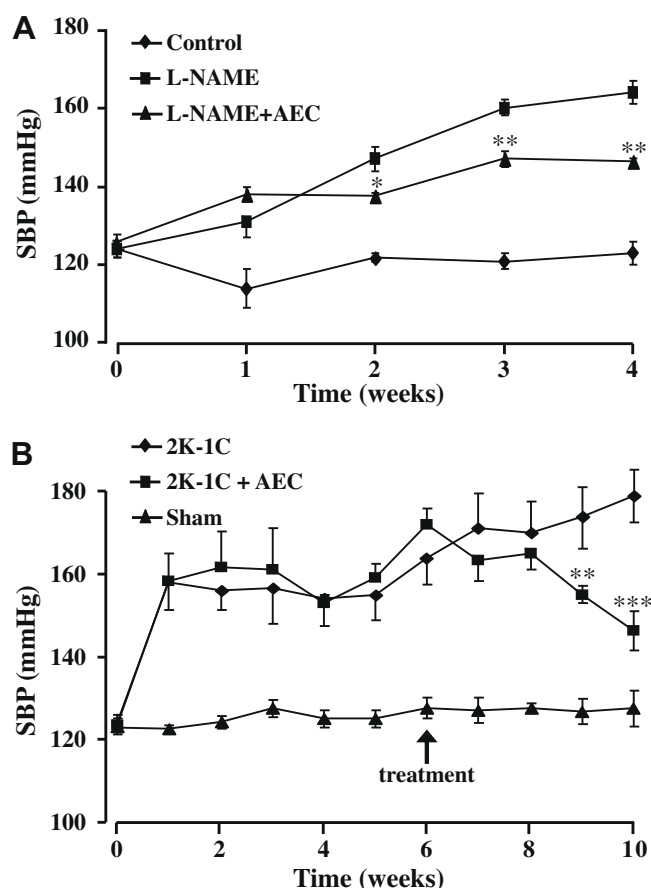 A
180
160
140
120
100
SBP (mmHg)
Control
L-NAME
L-NAME+AEC
*
**
**
0 1 2 3 4
Time (weeks)
B
2K-1C
2K-1C + AEC
Sham
180
160
140
120
100
SBP (mmHg)
**
***
treatment
0 2 4 6 8 10
Time (weeks)